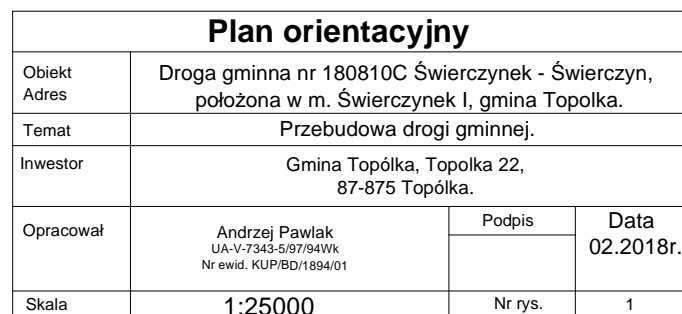 Plan orientacyjny
Obiekt
Adres
Droga gminna nr 180810C Świerczynek - Świerczyn,
położona w m. Świerczynek I, gmina Topolka.
Temat
Przebudowa drogi gminnej.
Inwestor
Gmina Topólka, Topolka 22,
87-875 Topólka.
Opracował
Andrzej Pawlak
UA-V-7343-5/97/94Wk
Nr ewid. KUP/BD/1894/01
Podpis
Data
02.2018r.
Skala
1:25000
Nr rys.
1